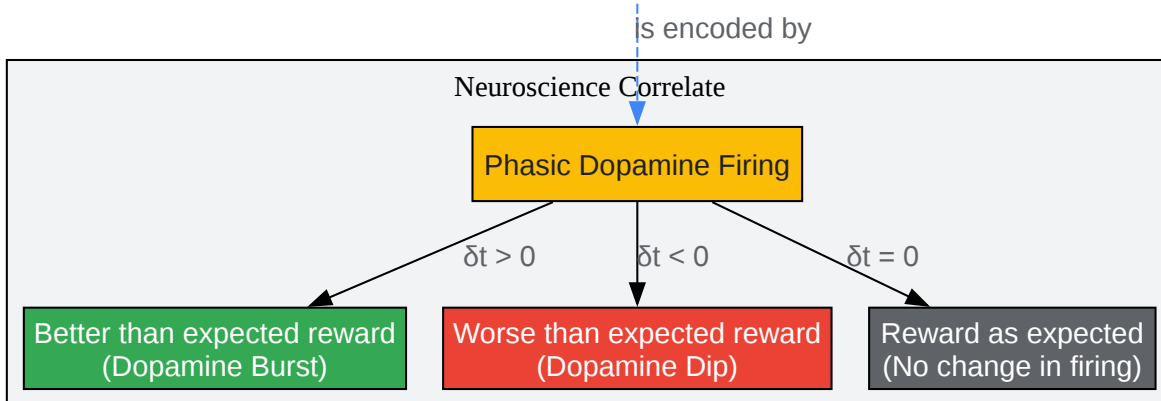 is encoded by
Neuroscience Correlate
Phasic Dopamine Firing
δt > 0
δt < 0
δt = 0
Better than expected reward
(Dopamine Burst)
Worse than expected reward
(Dopamine Dip)
Reward as expected
(No change in firing)